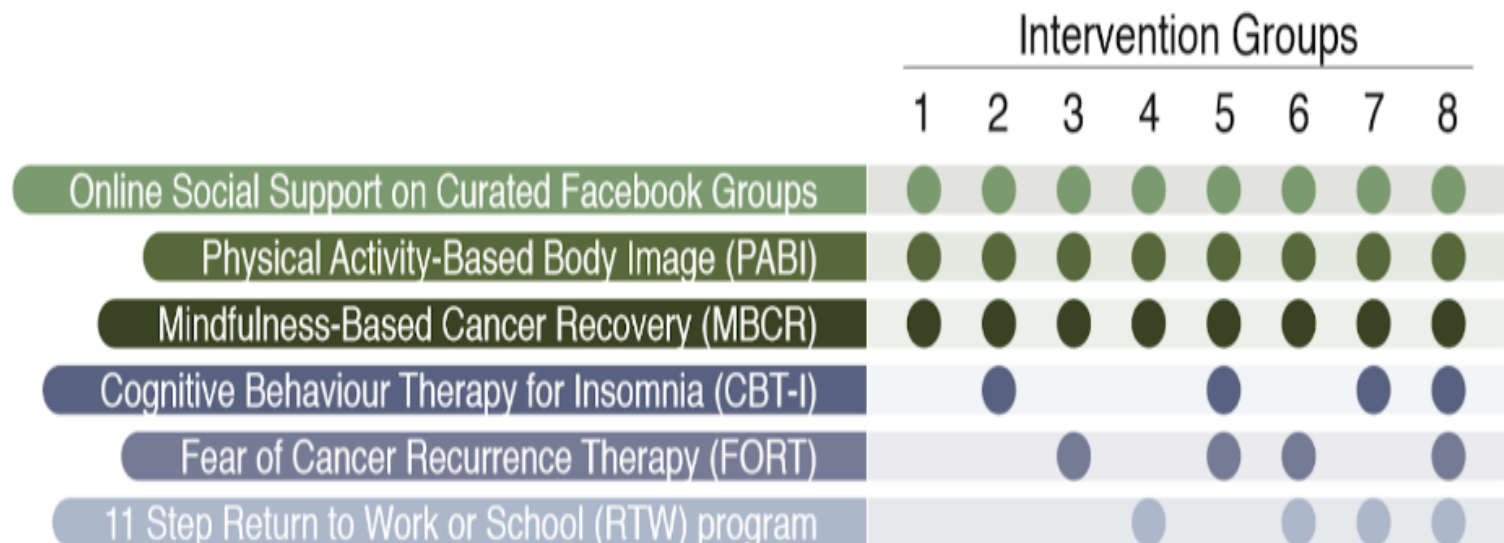 Intervention Groups
1 2 3 4 5 6 7 8
Online Social Support on Curated Facebook Groups
Physical Activity-Based Body Image (PABI)
Mindfulness-Based Cancer Recovery (MBCR)
Cognitive Behaviour Therapy for Insomnia (CBT-I)
Fear of Cancer Recurrence Therapy (FORT)
11 Step Return to Work or School (RTW) program